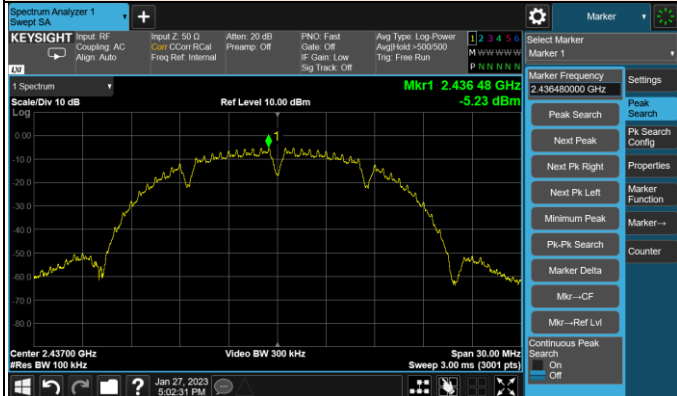 Spectrum Analyzer 1
Swept SA
+
Marker
KEYSIGHT Input: RF Input Z: 50 Ω Atten: 20 dB PNO: Fast Avg Type: Log-Power 1 2 3 4 5 6
Coupling: AC Corr CCorr RCal Preamp: Off Gate: Off Avg|Hold:>500/500 M W W W W W
Align: Auto Freq Ref: Internal IF Gain: Low Trig: Free Run
Sig Track: Off P N N N N N
LXI
Select Marker
Marker 1
1 Spectrum
Mkr1 2.436 48 GHz
Scale/Div 10 dB Ref Level 10.00 dBm -5.23 dBm
Log
1
0.00
-10.0
-20.0
-30.0
-40.0
-50.0
-60.0
-70.0
-80.0
Center 2.43700 GHz Video BW 300 kHz Span 30.00 MHz
#Res BW 100 kHz Sweep 3.00 ms (3001 pts)
Marker Frequency
2.436480000 GHz
Peak Search
Next Peak
Next Pk Right
Next Pk Left
Minimum Peak
Pk-Pk Search
Marker Delta
Mkr→CF
Mkr→Ref Lvl
Continuous Peak
Search
On
Off
Settings
Peak
Search
Pk Search
Config
Properties
Marker
Function
Marker→
Counter
?
Jan 27, 2023
5:02:31 PM